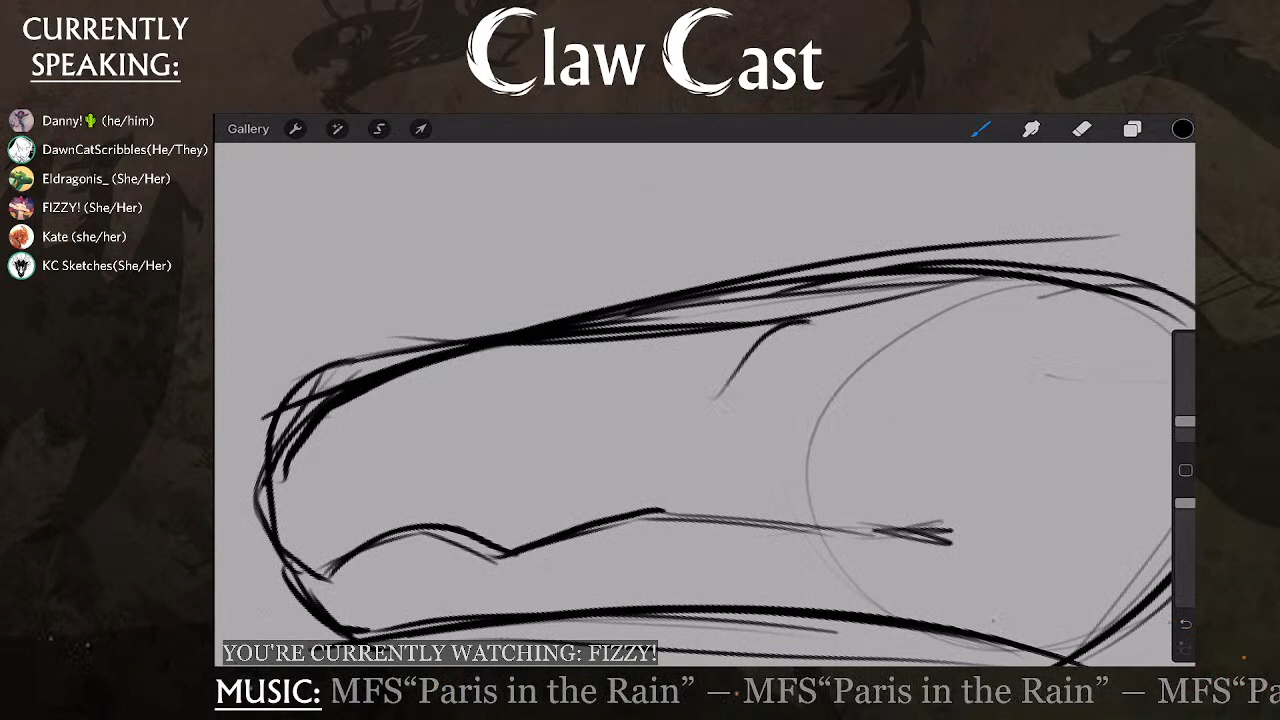 CURRENTLY
SPEAKING:
Claw Cast
Danny! (he/him)
DawnCatScribbles(He/They)
Eldragonis_ (She/Her)
FIZZY! (She/Her)
Kate (she/her)
KC Sketches(She/Her)
Gallery
YOU'RE CURRENTLY WATCHING: FIZZY!
MUSIC: MFS“Paris in the Rain” — MFS“Paris in the Rain” — MFS“Pa